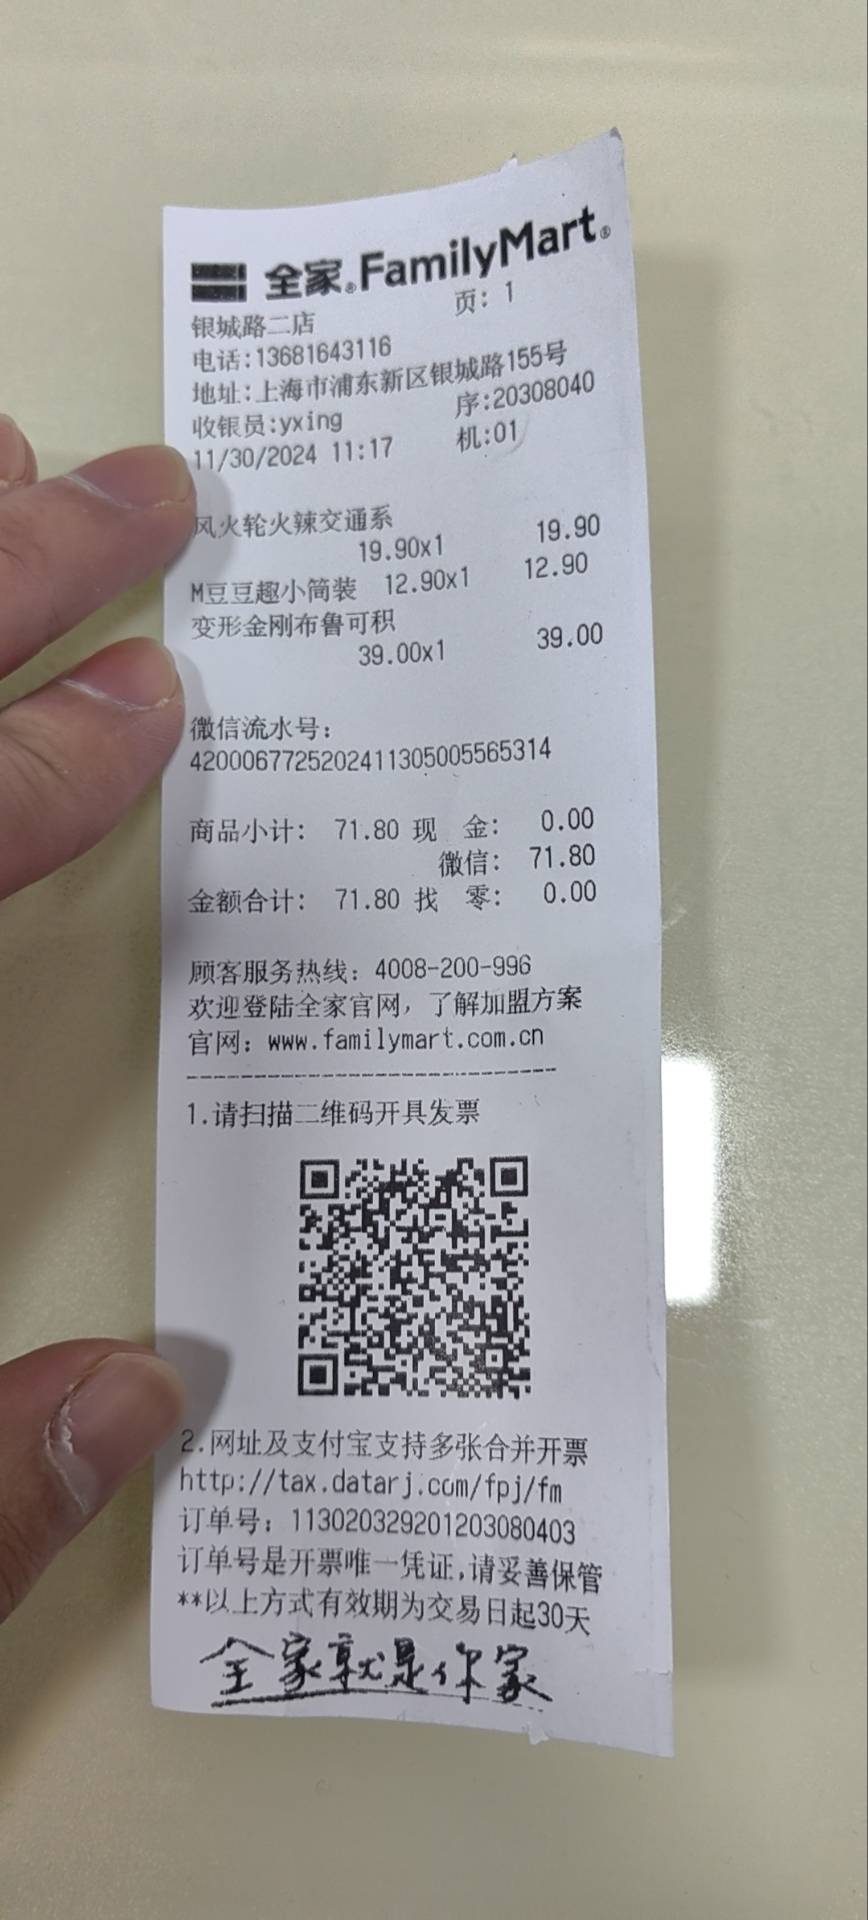 全家®FamilyMart®
银城路二店 页: 1
电话:13681643116
地址:上海市浦东新区银城路155号
收银员:yxing 序:20308040
11/30/2024 11:17 机:01
风火轮火辣交通系
19.90x1 19.90
M豆豆趣小筒装 12.90x1 12.90
变形金刚布鲁可积
39.00x1 39.00
微信流水号:
4200067725202411305005565314
商品小计: 71.80 现 金: 0.00
微信: 71.80
金额合计: 71.80 找 零: 0.00
顾客服务热线: 4008-200-996
欢迎登陆全家官网, 了解加盟方案
官网: www.familymart.com.cn
1.请扫描二维码开具发票
2.网址及支付宝支持多张合并开票
http://tax.datarj.com/fpj/fm
订单号: 113020329201203080403
订单号是开票唯一凭证,请妥善保管
**以上方式有效期为交易日起30天
全家就是你家